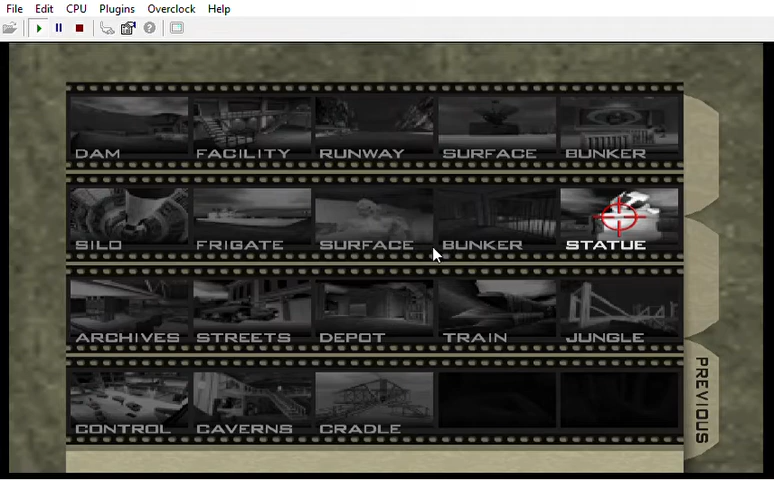 File Edit CPU Plugins Overclock Help
DAM FACILITY RUNWAY SURFACE BUNKER
SILO FRIGATE SURFACE BUNKER STATUE
ARCHIVES STREETS DEPOT TRAIN JUNGLE
PREVIOUS
CONTROL CAVERNS CRADLE